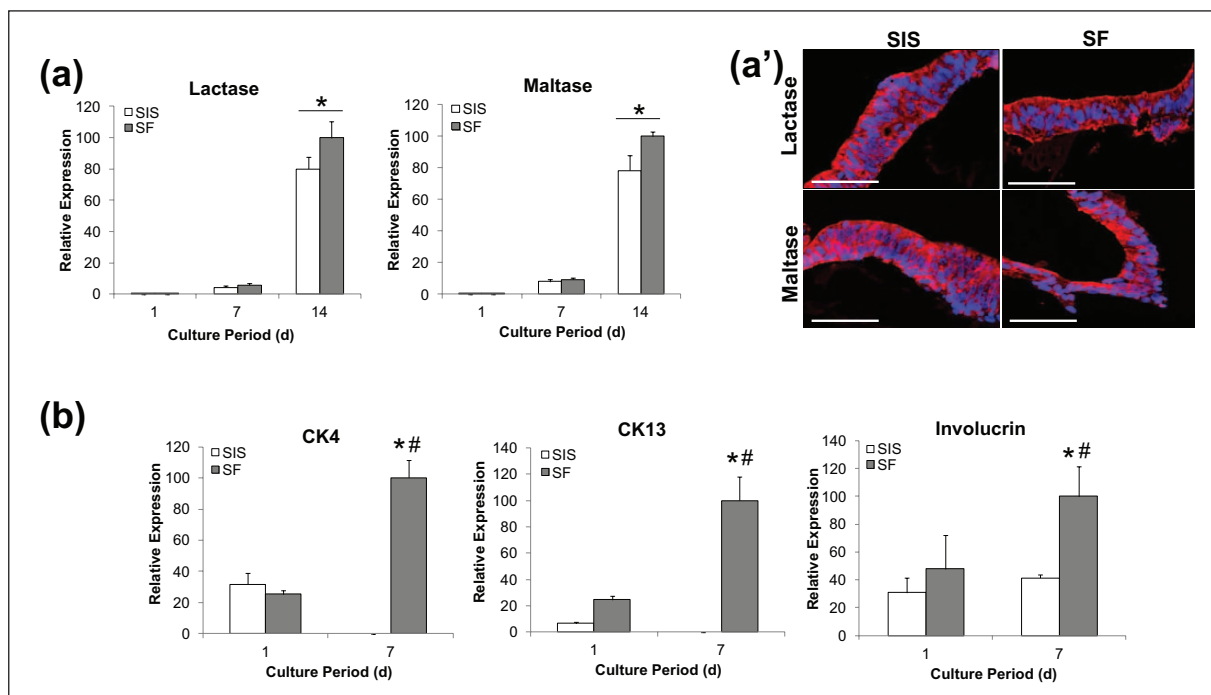 (a)
Lactase
Relative Expression
120
100
80
60
40
20
0
SIS
SF
*
1 7 14
Culture Period (d)
Maltase
Relative Expression
120
100
80
60
40
20
0
SIS
SF
*
1 7 14
Culture Period (d)
(a')
SIS SF
Lactase
Maltase
(b)
CK4
Relative Expression
120
100
80
60
40
20
0
SIS
SF
*#
1 7
Culture Period (d)
CK13
Relative Expression
140
120
100
80
60
40
20
0
SIS
SF
*#
1 7
Culture Period (d)
Involucrin
Relative Expression
140
120
100
80
60
40
20
0
SIS
SF
*#
1 7
Culture Period (d)